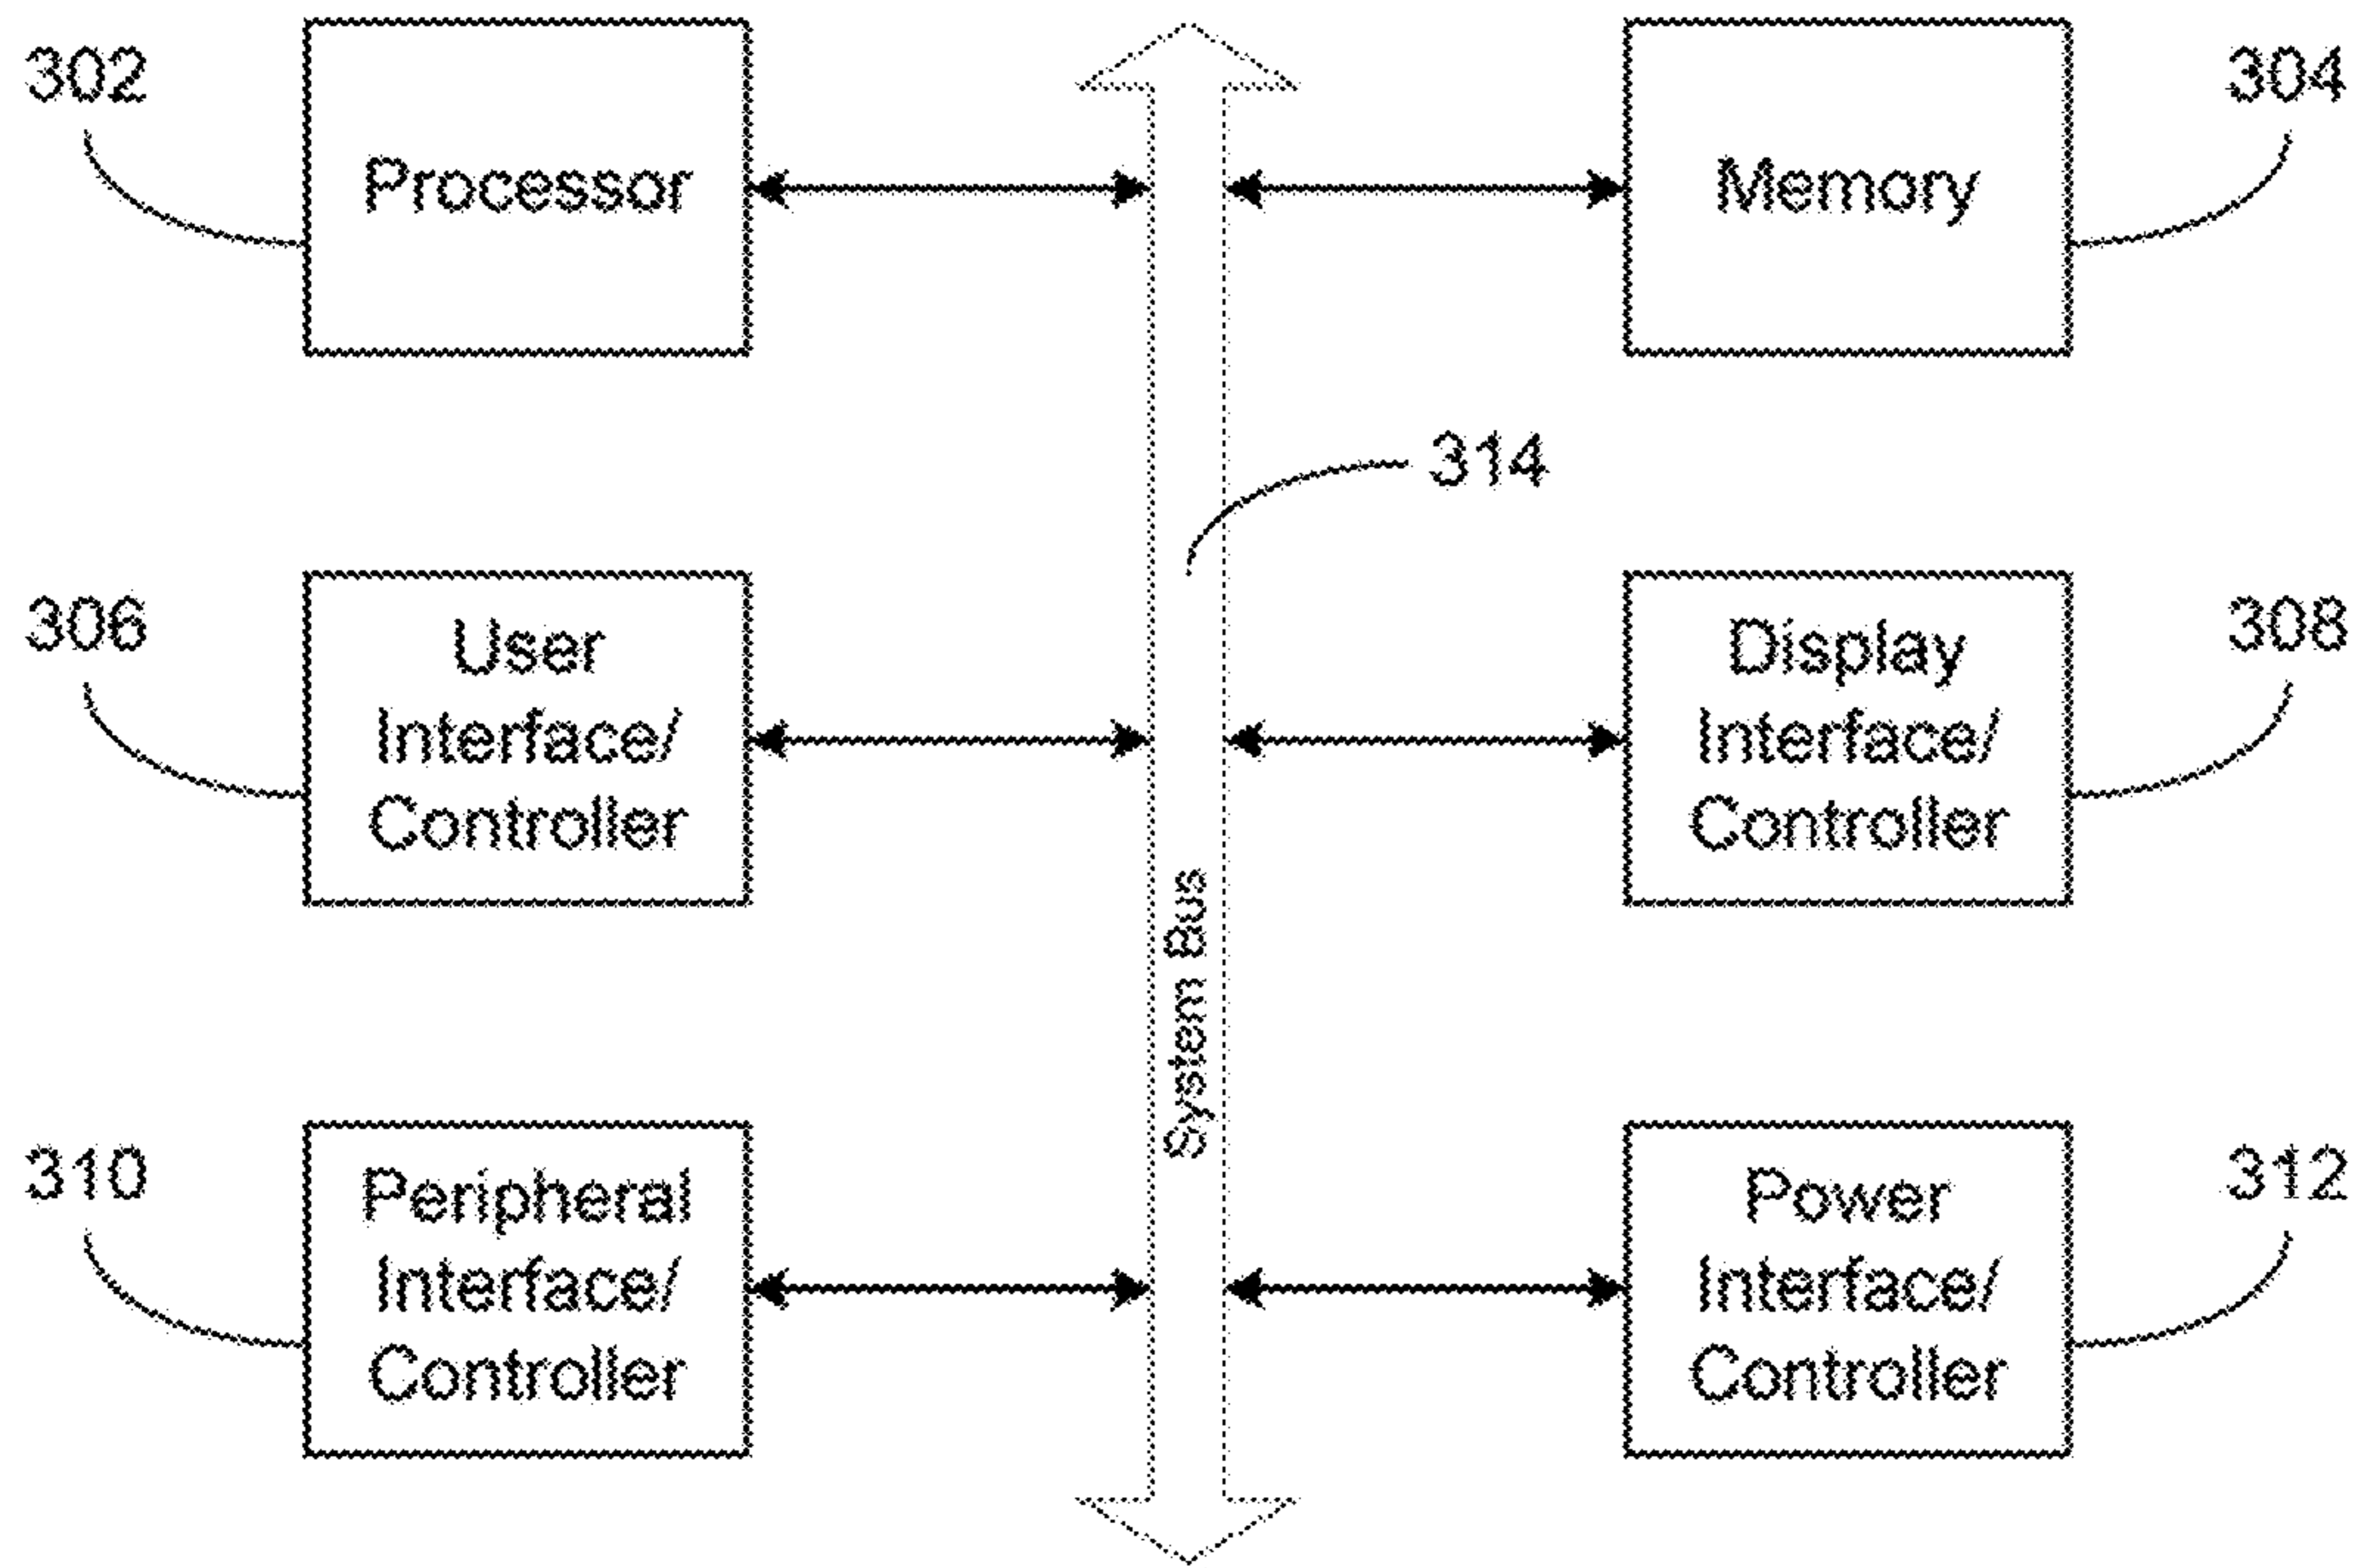 302
Processor
Memory
304
314
306
User
Interface/
Controller
Display
Interface/
Controller
308
System Bus
310
Peripheral
Interface/
Controller
Power
Interface/
Controller
312